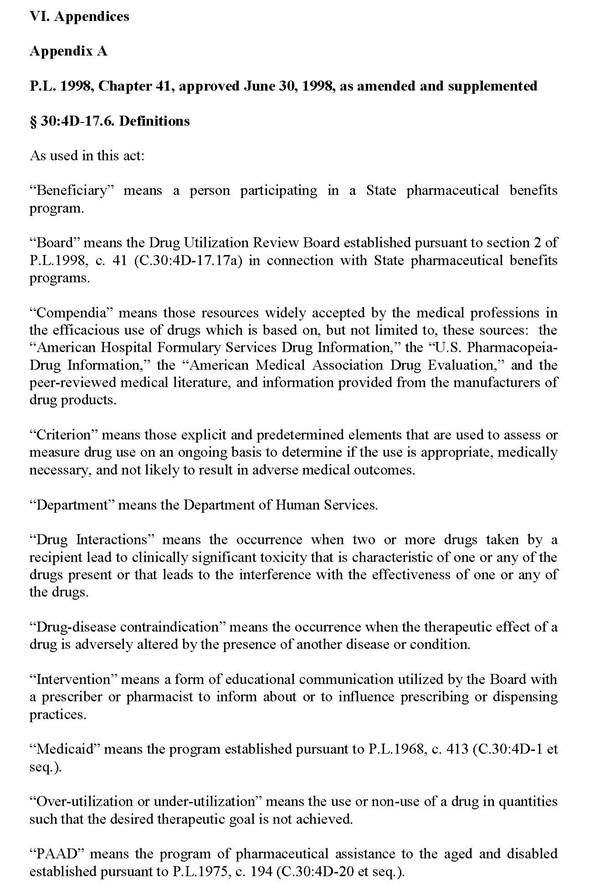 VI. Appendices
Appendix A
P.L. 1998, Chapter 41, approved June 30, 1998, as amended and supplemented
§ 30:4D-17.6. Definitions
As used in this act:
“Beneficiary” means a person participating in a State pharmaceutical benefits
program.
“Board” means the Drug Utilization Review Board established pursuant to section 2 of
P.L.1998, c. 41 (C.30:4D-17.17a) in connection with State pharmaceutical benefits
programs.
“Compendia” means those resources widely accepted by the medical professions in
the efficacious use of drugs which is based on, but not limited to, these sources: the
“American Hospital Formulary Services Drug Information,” the “U.S. Pharmacopeia-
Drug Information,” the “American Medical Association Drug Evaluation,” and the
peer-reviewed medical literature, and information provided from the manufacturers of
drug products.
“Criterion” means those explicit and predetermined elements that are used to assess or
measure drug use on an ongoing basis to determine if the use is appropriate, medically
necessary, and not likely to result in adverse medical outcomes.
“Department” means the Department of Human Services.
“Drug Interactions” means the occurrence when two or more drugs taken by a
recipient lead to clinically significant toxicity that is characteristic of one or any of the
drugs present or that leads to the interference with the effectiveness of one or any of
the drugs.
“Drug-disease contraindication” means the occurrence when the therapeutic effect of a
drug is adversely altered by the presence of another disease or condition.
“Intervention” means a form of educational communication utilized by the Board with
a prescriber or pharmacist to inform about or to influence prescribing or dispensing
practices.
“Medicaid” means the program established pursuant to P.L.1968, c. 413 (C.30:4D-1 et
seq.).
“Over-utilization or under-utilization” means the use or non-use of a drug in quantities
such that the desired therapeutic goal is not achieved.
“PAAD” means the program of pharmaceutical assistance to the aged and disabled
established pursuant to P.L.1975, c. 194 (C.30:4D-20 et seq.).